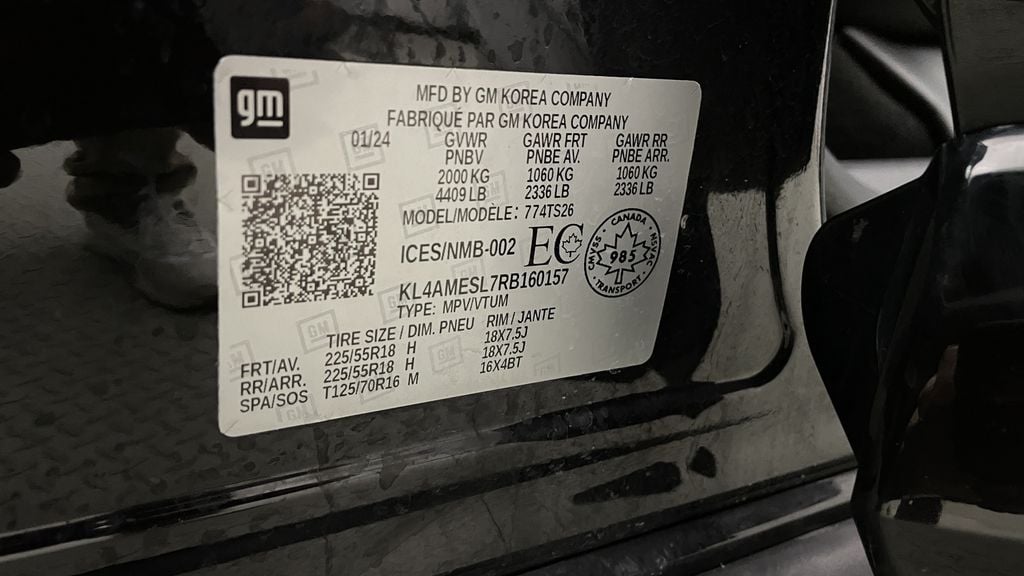 gm
MFD BY GM KOREA COMPANY
FABRIQUE PAR GM KOREA COMPANY
01/24 GVWR GAWR FRT GAWR RR
PNBV PNBE AV. PNBE ARR.
2000 KG 1060 KG 1060 KG
4409 LB 2336 LB 2336 LB
MODEL/MODELE: 774TS26
ICES/NMB-002 EC
CANADA
CMVSS NSVAC
985
TRANSPORT
KL4AMESL7RB160157
TYPE: MPV/VTUM
TIRE SIZE / DIM. PNEU RIM / JANTE
FRT/AV. 225/55R18 H 18X7.5J
RR/ARR. 225/55R18 H 18X7.5J
SPA/SOS T125/70R16 M 16X4BT